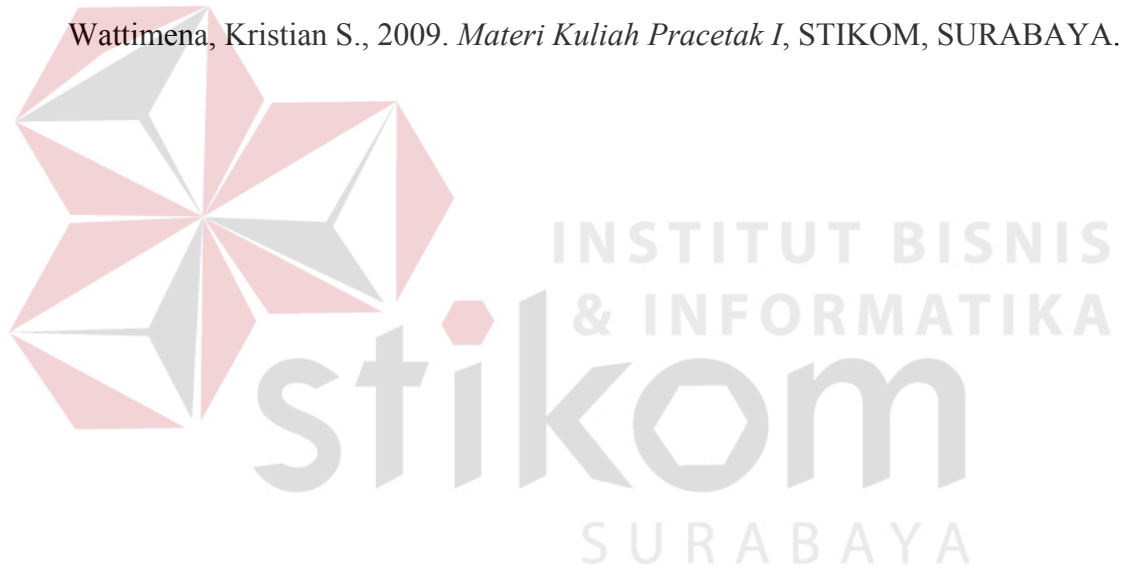 Wattimena, Kristian S., 2009. Materi Kuliah Pracetak I, STIKOM, SURABAYA.
INSTITUT BISNIS
& INFORMATIKA
stikom
SURABAYA